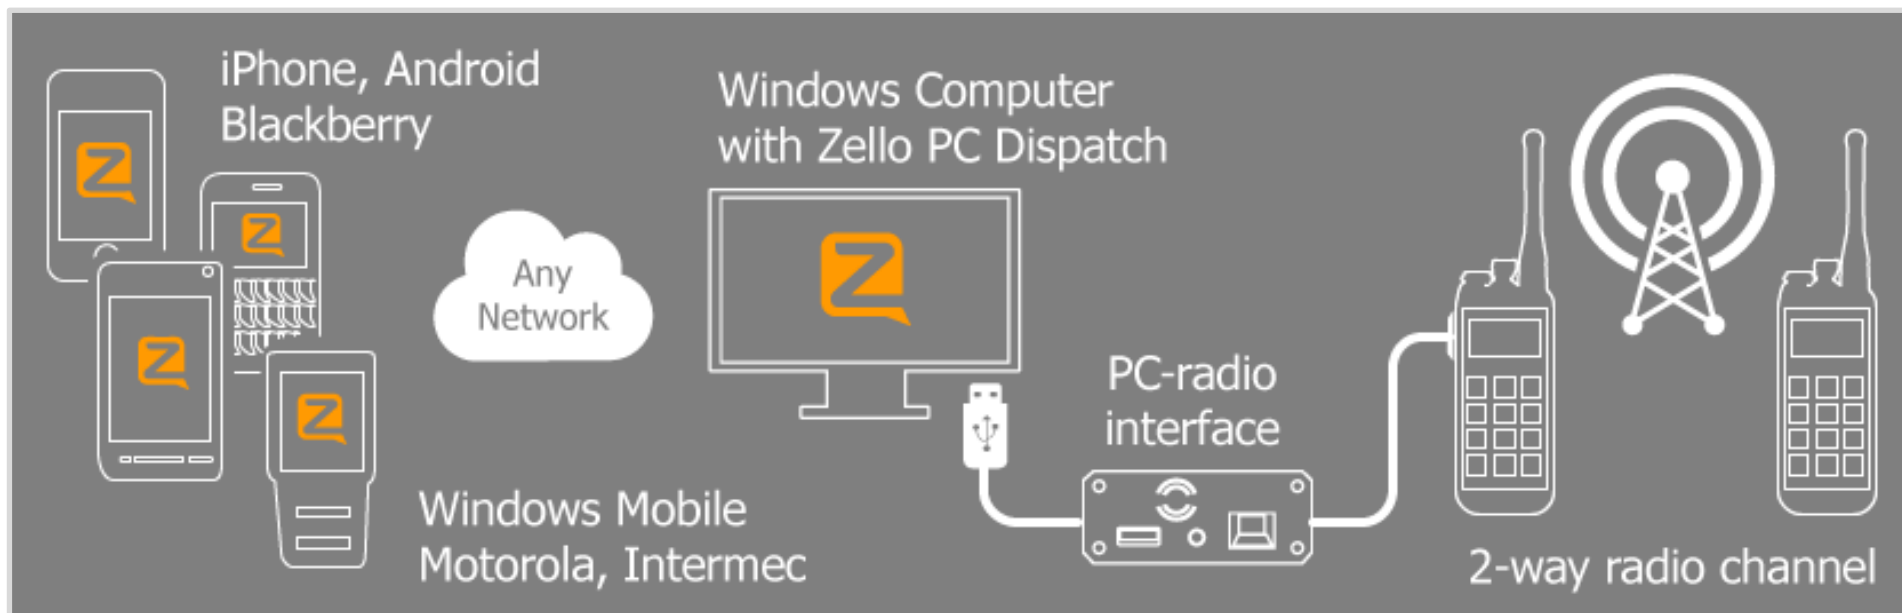 iPhone, Android
Blackberry
Windows Computer
with Zello PC Dispatch
Any
Network
PC-radio
interface
Windows Mobile
Motorola, Intermec
2-way radio channel